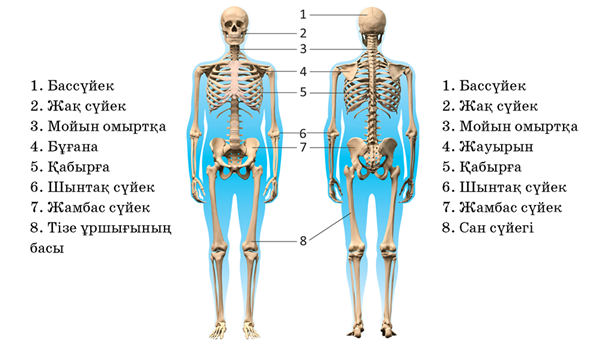 1. Бассүйек
2. Жақ сүйек
3. Мойын омыртқа
4. Бұғана
5. Қабырға
6. Шынтақ сүйек
7. Жамбас сүйек
8. Тізе ұршығының
басы
1
2
3
4
5
6
7
8
1. Бассүйек
2. Жақ сүйек
3. Мойын омыртқа
4. Жауырын
5. Қабырға
6. Шынтақ сүйек
7. Жамбас сүйек
8. Сан сүйегі